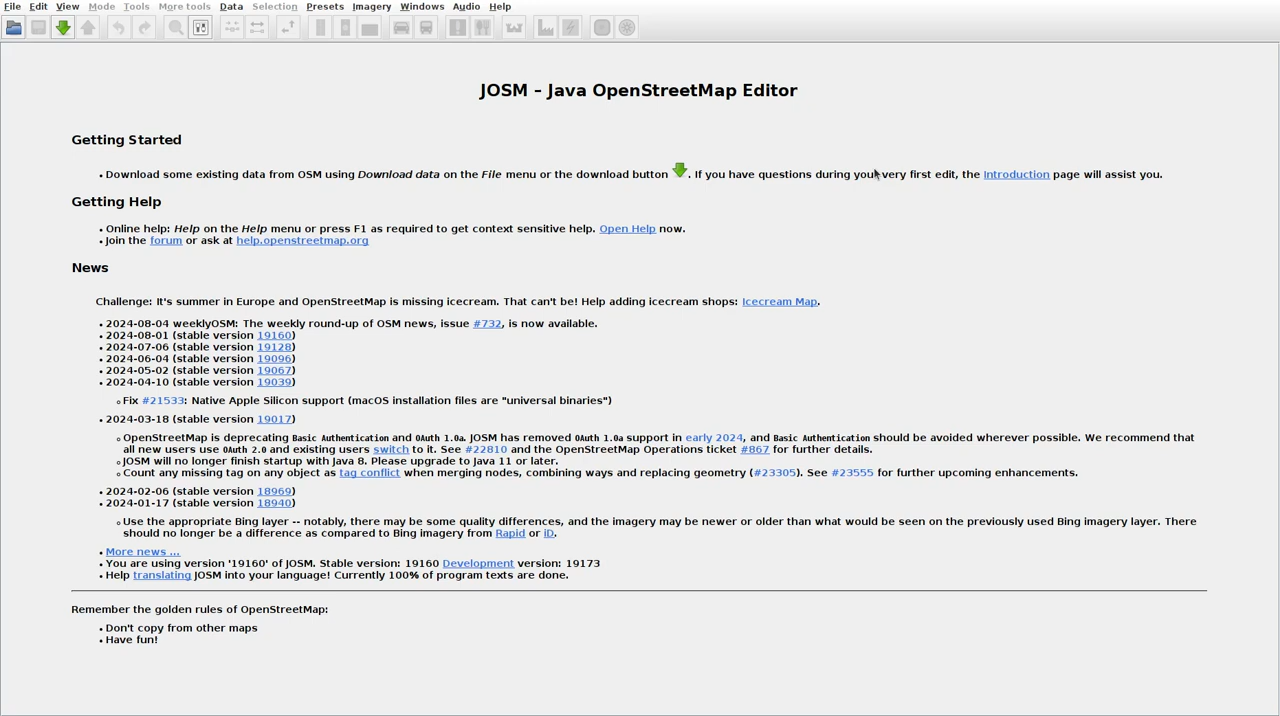 File Edit View Mode Tools More tools Data Selection Presets Imagery Windows Audio Help
JOSM – Java OpenStreetMap Editor
Getting Started
• Download some existing data from OSM using Download data on the File menu or the download button . If you have questions during your very first edit, the Introduction page will assist you.
Getting Help
• Online help: Help on the Help menu or press F1 as required to get context sensitive help. Open Help now.
• Join the forum or ask at help.openstreetmap.org
News
Challenge: It's summer in Europe and OpenStreetMap is missing icecream. That can't be! Help adding icecream shops: Icecream Map.
• 2024-08-04 weeklyOSM: The weekly round-up of OSM news, issue #732, is now available.
• 2024-08-01 (stable version 19160)
• 2024-07-06 (stable version 19128)
• 2024-06-04 (stable version 19096)
• 2024-05-02 (stable version 19067)
• 2024-04-10 (stable version 19039)
◦ Fix #21533: Native Apple Silicon support (macOS installation files are "universal binaries")
• 2024-03-18 (stable version 19017)
◦ OpenStreetMap is deprecating Basic Authentication and OAuth 1.0a. JOSM has removed OAuth 1.0a support in early 2024, and Basic Authentication should be avoided wherever possible. We recommend that
all new users use OAuth 2.0 and existing users switch to it. See #22810 and the OpenStreetMap Operations ticket #867 for further details.
◦ JOSM will no longer finish startup with Java 8. Please upgrade to Java 11 or later.
◦ Count any missing tag on any object as tag conflict when merging nodes, combining ways and replacing geometry (#23305). See #23555 for further upcoming enhancements.
• 2024-02-06 (stable version 18969)
• 2024-01-17 (stable version 18940)
◦ Use the appropriate Bing layer -- notably, there may be some quality differences, and the imagery may be newer or older than what would be seen on the previously used Bing imagery layer. There
should no longer be a difference as compared to Bing imagery from Rapid or iD.
• More news ...
• You are using version '19160' of JOSM. Stable version: 19160 Development version: 19173
• Help translating JOSM into your language! Currently 100% of program texts are done.
Remember the golden rules of OpenStreetMap:
• Don't copy from other maps
• Have fun!